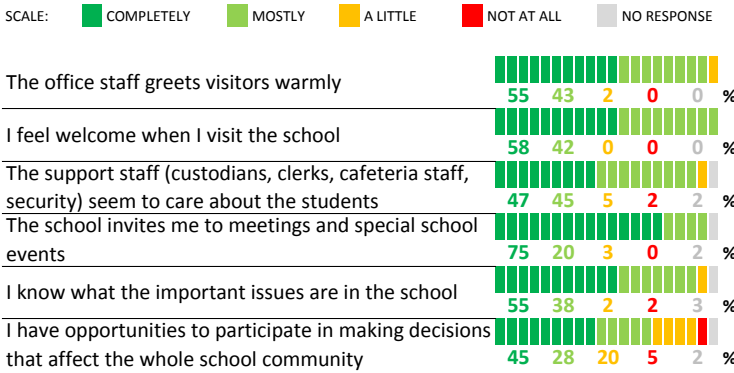 SCALE: COMPLETELY MOSTLY A LITTLE NOT AT ALL NO RESPONSE
The office staff greets visitors warmly
55 43 2 0 0 %
I feel welcome when I visit the school
58 42 0 0 0 %
The support staff (custodians, clerks, cafeteria staff,
security) seem to care about the students
47 45 5 2 2 %
The school invites me to meetings and special school
events
75 20 3 0 2 %
I know what the important issues are in the school
55 38 2 2 3 %
I have opportunities to participate in making decisions
that affect the whole school community
45 28 20 5 2 %